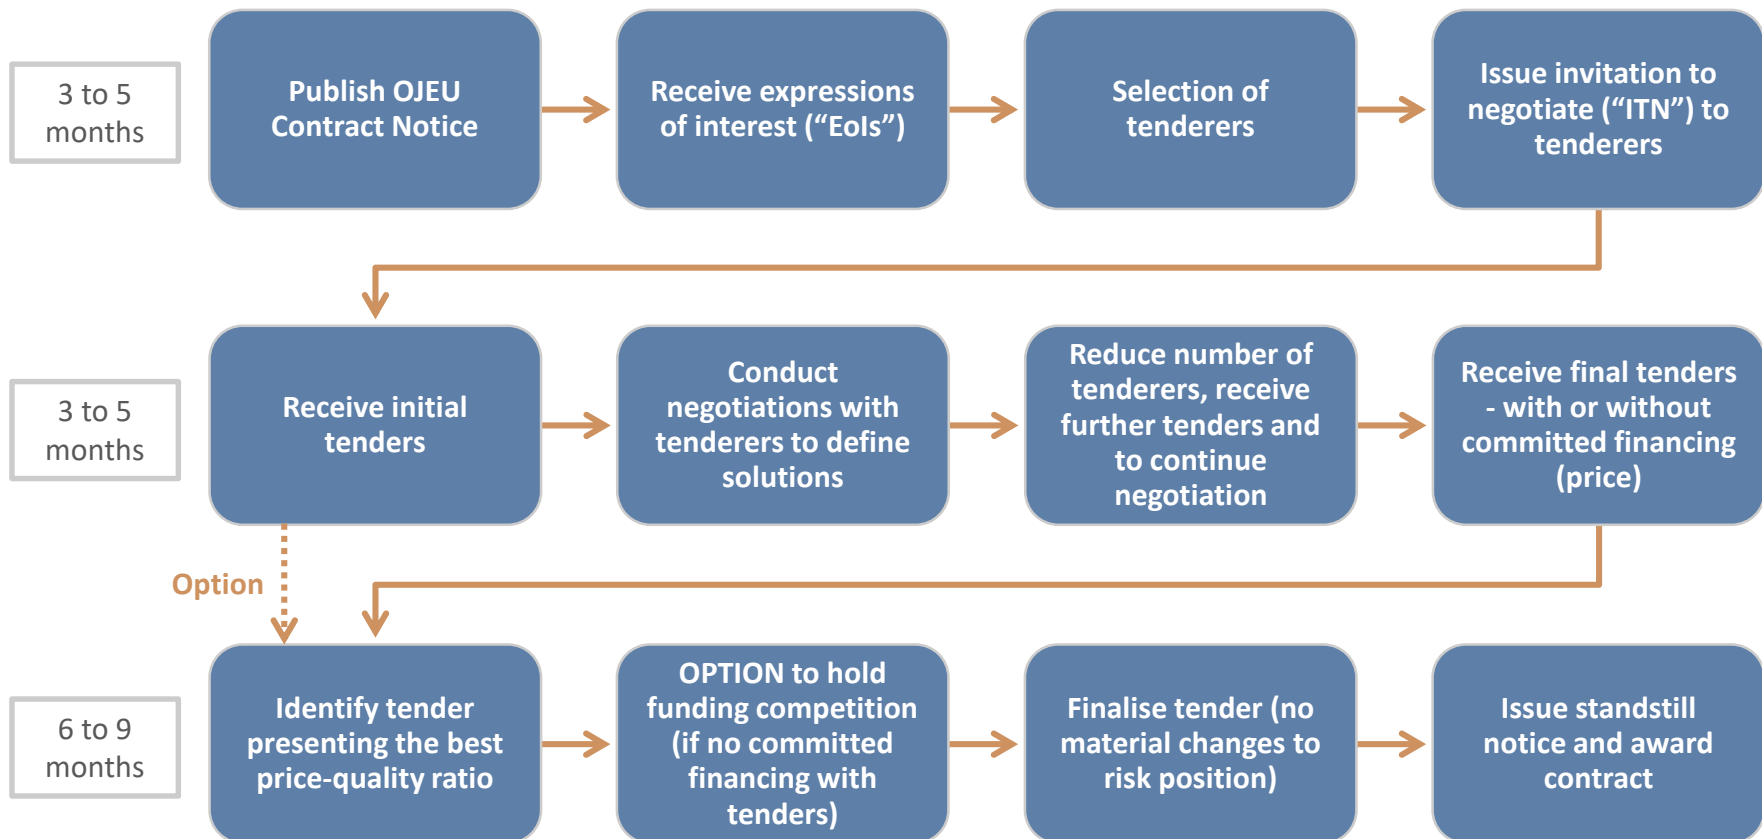 3 to 5
months
Publish OJEU
Contract Notice
Receive expressions
of interest (“EoIs”)
Selection of
tenderers
Issue invitation to
negotiate (“ITN”) to
tenderers
3 to 5
months
Receive initial
tenders
Conduct
negotiations with
tenderers to define
solutions
Reduce number of
tenderers, receive
further tenders and
to continue
negotiation
Receive final tenders
- with or without
committed financing
(price)
Option
6 to 9
months
Identify tender
presenting the best
price-quality ratio
OPTION to hold
funding competition
(if no committed
financing with
tenders)
Finalise tender (no
material changes to
risk position)
Issue standstill
notice and award
contract